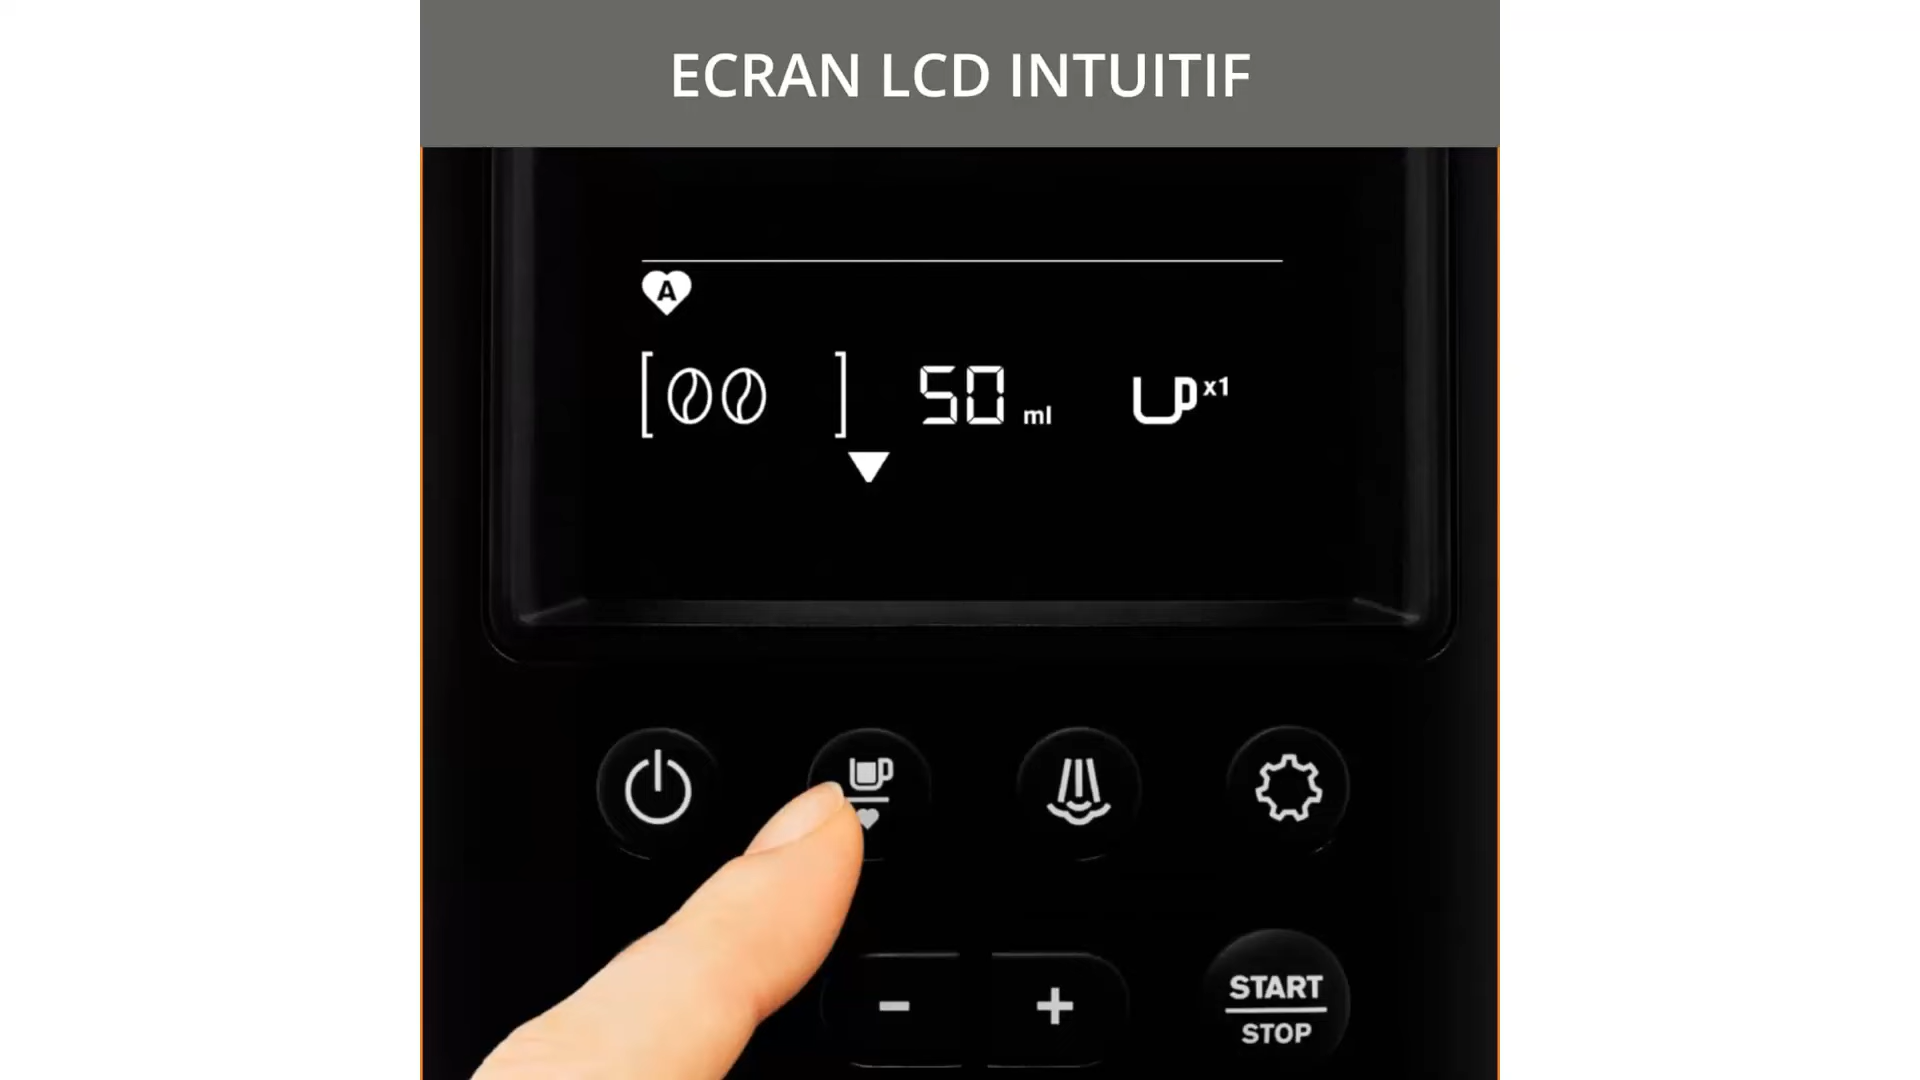 ECRAN LCD INTUITIF
A
50 ml x1
- +
START
STOP